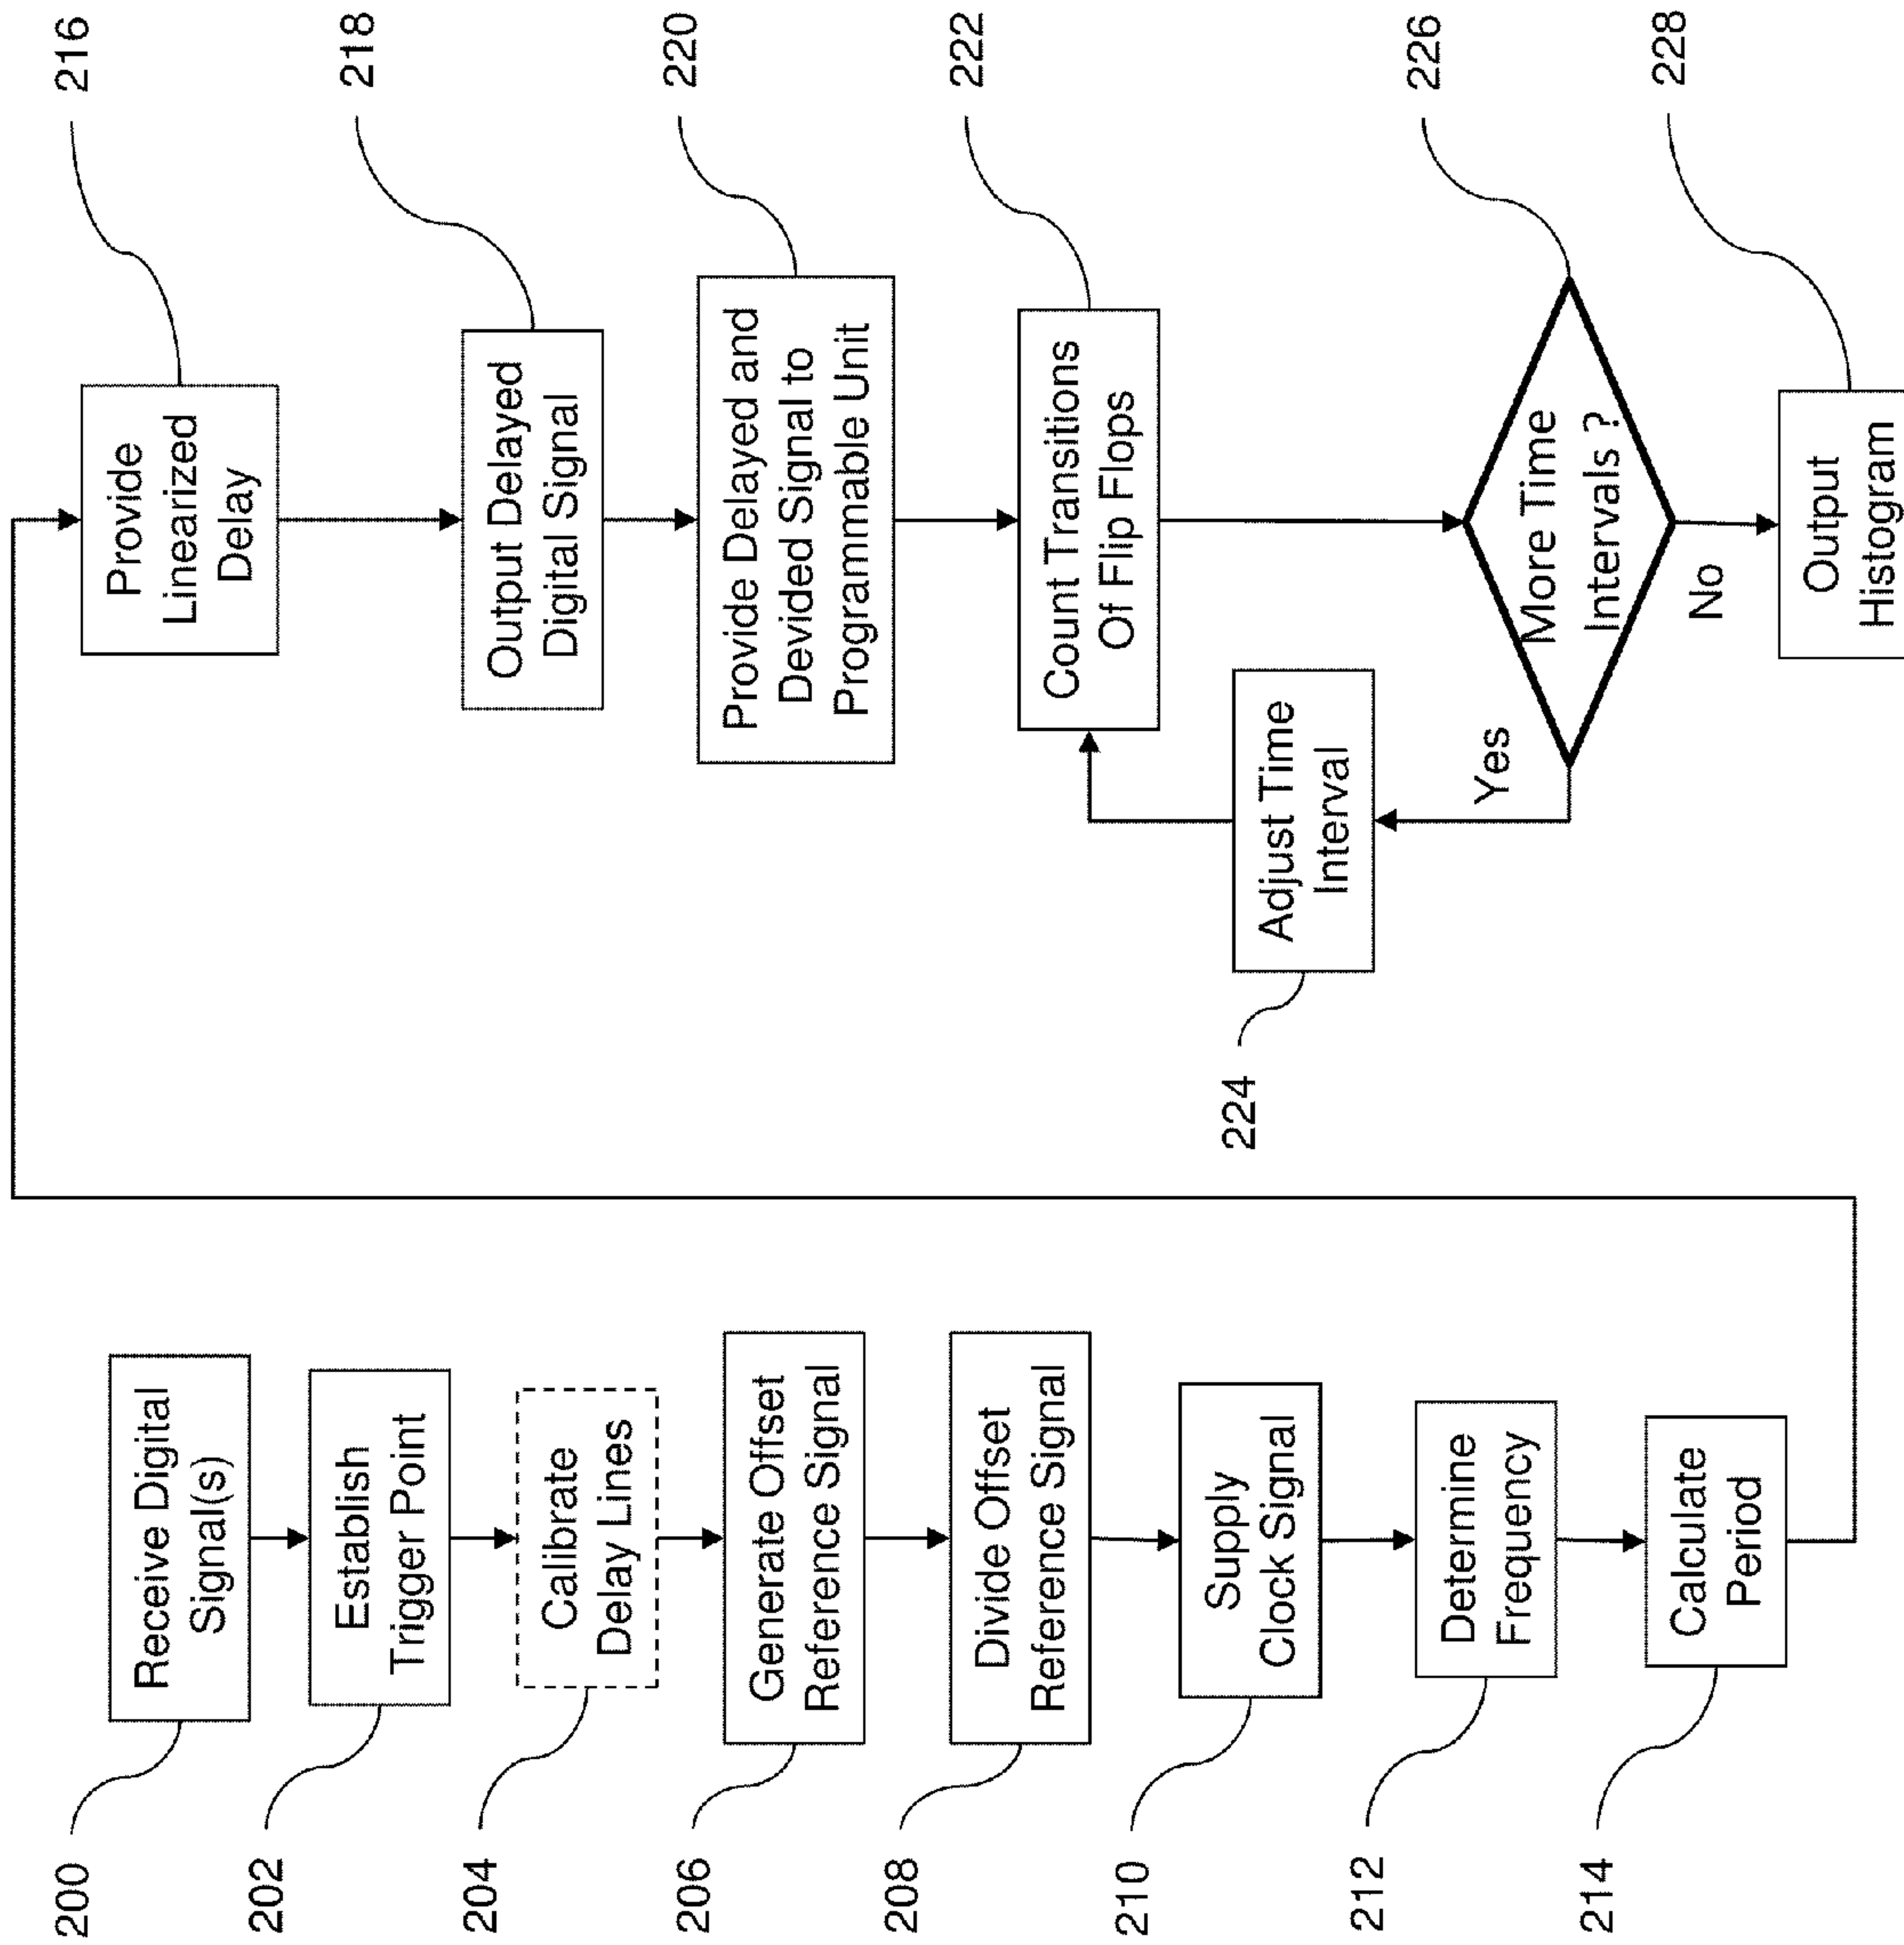 200
Receive Digital
Signal(s)
202
Establish
Trigger Point
204
Calibrate
Delay Lines
206
Generate Offset
Reference Signal
208
Divide Offset
Reference Signal
210
Supply
Clock Signal
212
Determine
Frequency
214
Calculate
Period
216
Provide
Linearized
Delay
218
Output Delayed
Digital Signal
220
Provide Delayed and
Devided Signal to
Programmable Unit
222
Count Transitions
Of Flip Flops
224
Adjust Time
Interval
226
More Time
Intervals ?
Yes
No
228
Output
Histogram